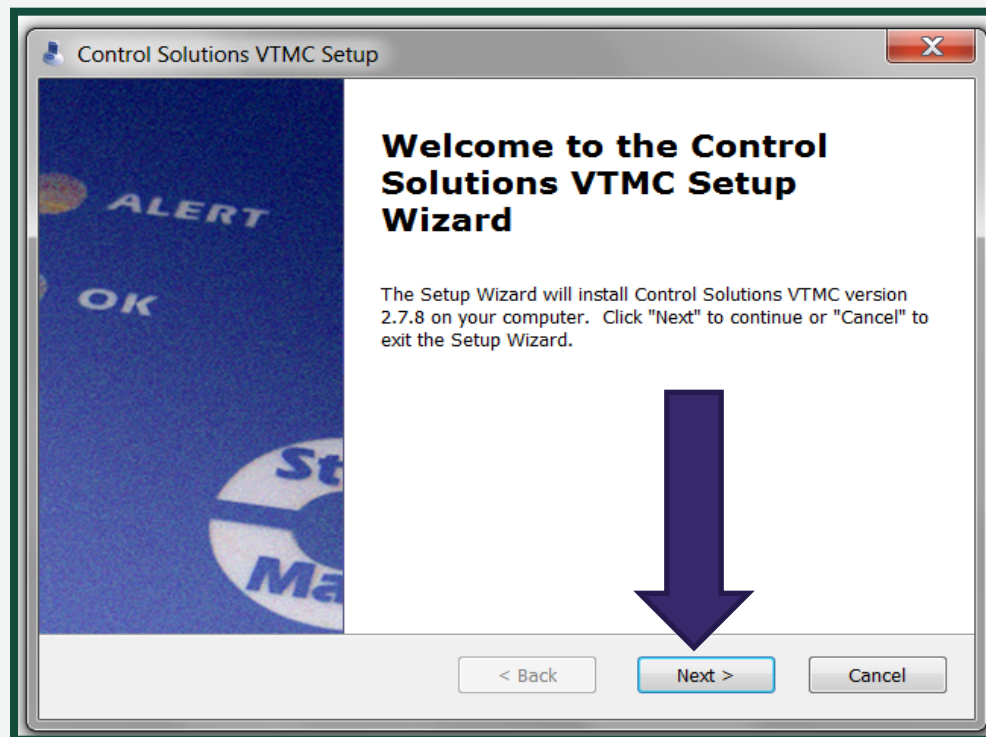 Control Solutions VTMC Setup
ALERT
OK
St
Ma
Welcome to the Control
Solutions VTMC Setup
Wizard
The Setup Wizard will install Control Solutions VTMC version
2.7.8 on your computer.  Click "Next" to continue or "Cancel" to
exit the Setup Wizard.
< Back
Next >
Cancel